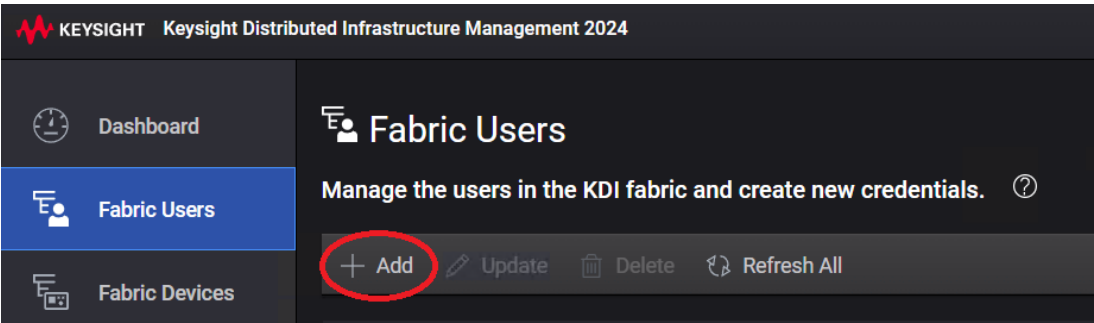 KEYSIGHT Keysight Distributed Infrastructure Management 2024
Dashboard
Fabric Users
Fabric Devices
Fabric Users
Manage the users in the KDI fabric and create new credentials. ?
+ Add Update Delete Refresh All